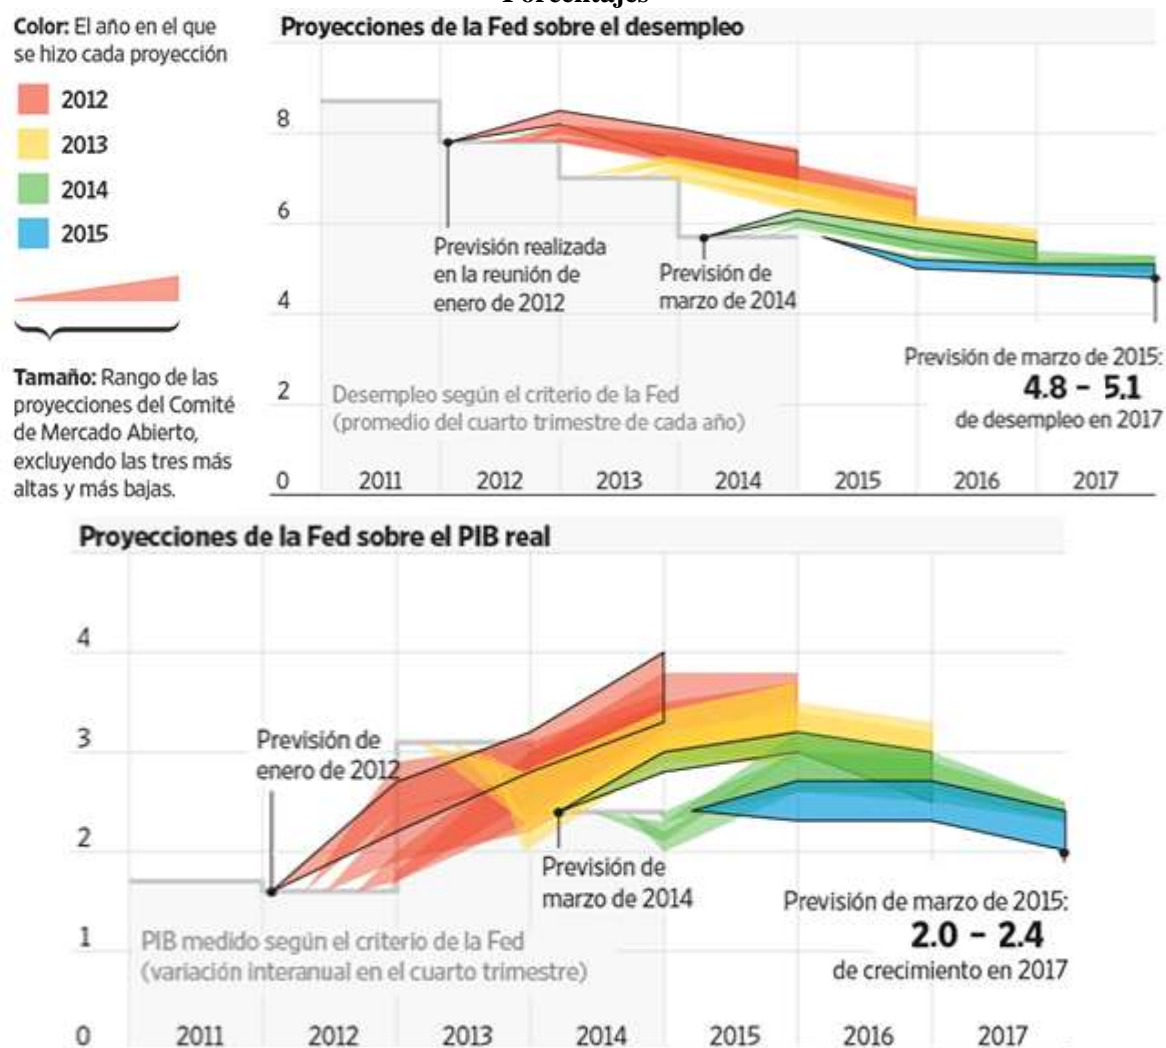 Porcentajes
Color: El año en el que
se hizo cada proyección
2012
2013
2014
2015
Tamaño: Rango de las
proyecciones del Comité
de Mercado Abierto,
excluyendo las tres más
altas y más bajas.
Proyecciones de la Fed sobre el desempleo
8
6
4
2
0
Previsión realizada
en la reunión de
enero de 2012
Previsión de
marzo de 2014
Previsión de marzo de 2015:
4.8 – 5.1
de desempleo en 2017
Desempleo según el criterio de la Fed
(promedio del cuarto trimestre de cada año)
2011 2012 2013 2014 2015 2016 2017
Proyecciones de la Fed sobre el PIB real
4
3
2
1
0
Previsión de
enero de 2012
Previsión de
marzo de 2014
Previsión de marzo de 2015:
2.0 – 2.4
de crecimiento en 2017
PIB medido según el criterio de la Fed
(variación interanual en el cuarto trimestre)
2011 2012 2013 2014 2015 2016 2017